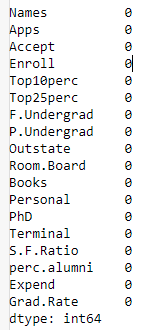 Names 0
Apps 0
Accept 0
Enroll 0
Top10perc 0
Top25perc 0
F.Undergrad 0
P.Undergrad 0
Outstate 0
Room.Board 0
Books 0
Personal 0
PhD 0
Terminal 0
S.F.Ratio 0
perc.alumni 0
Expend 0
Grad.Rate 0
dtype: int64